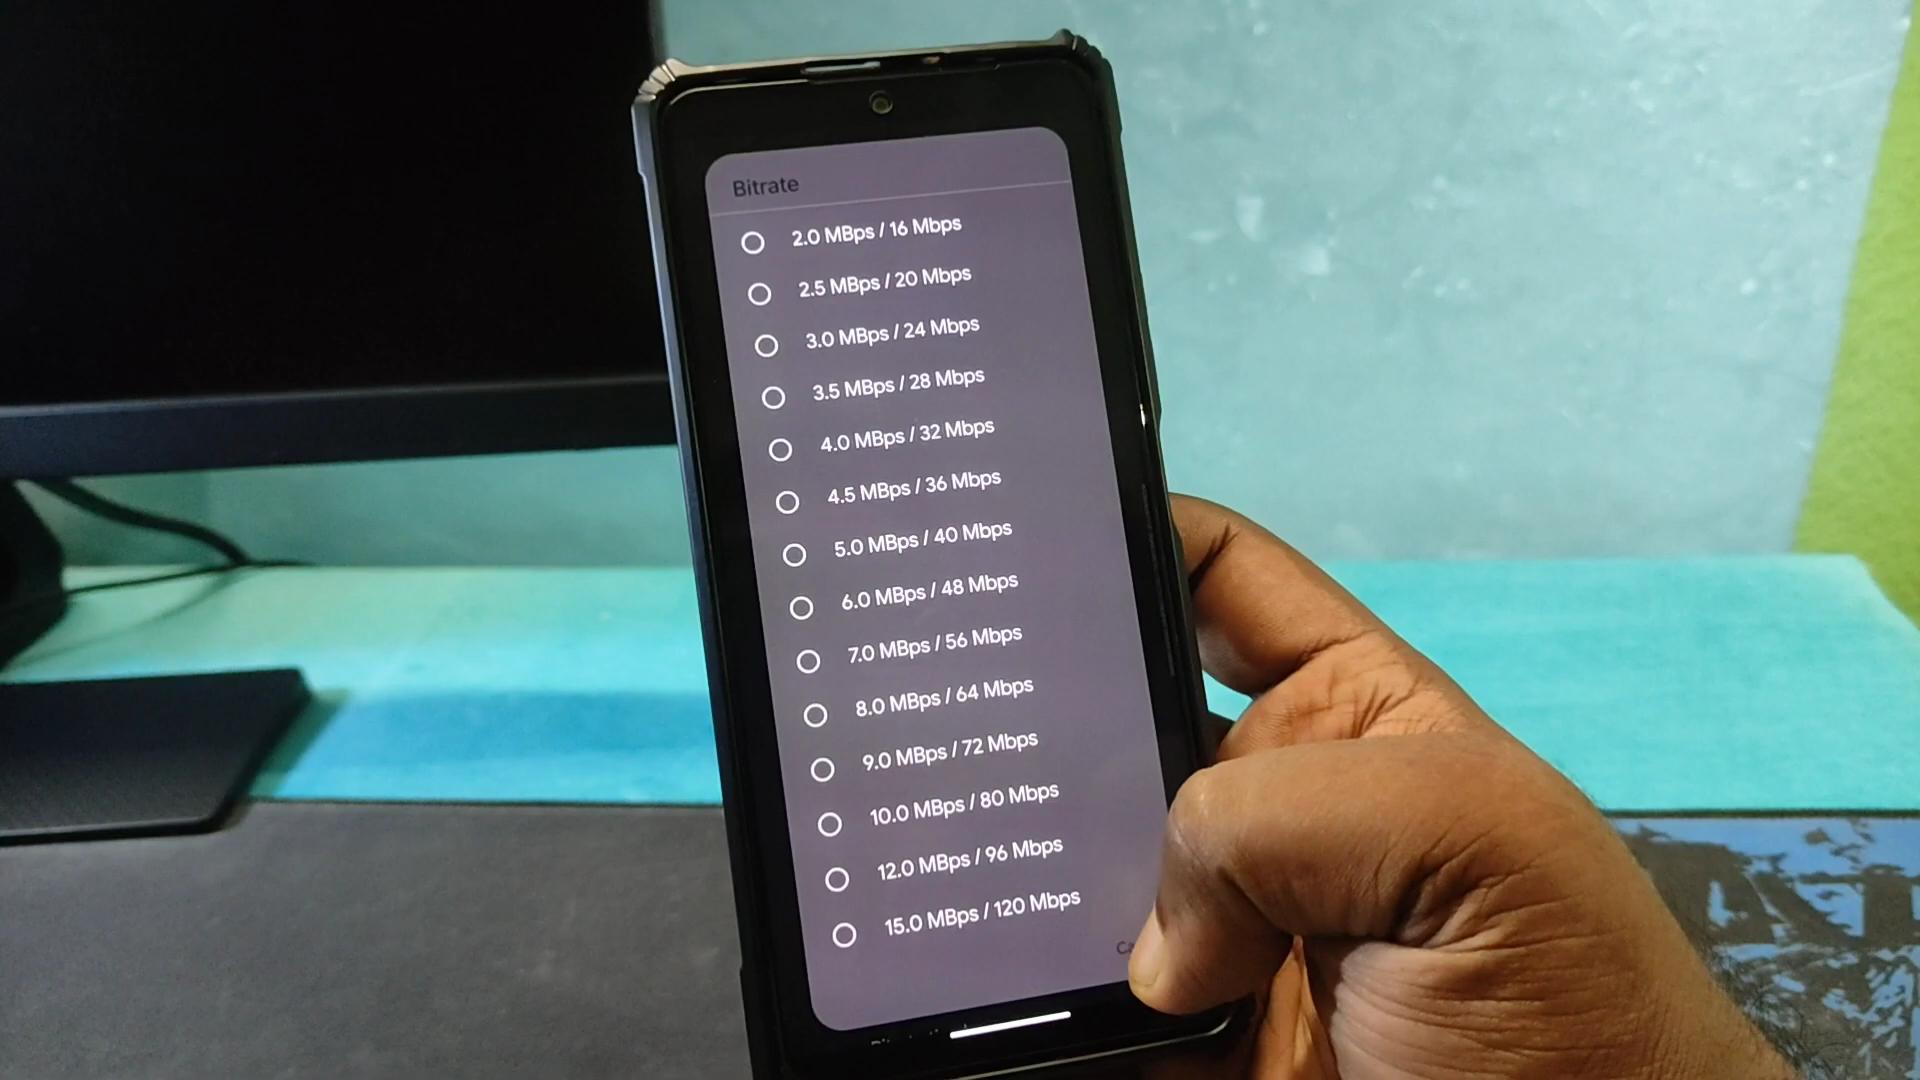 Bitrate
2.0 MBps / 16 Mbps
2.5 MBps / 20 Mbps
3.0 MBps / 24 Mbps
3.5 MBps / 28 Mbps
4.0 MBps / 32 Mbps
4.5 MBps / 36 Mbps
5.0 MBps / 40 Mbps
6.0 MBps / 48 Mbps
7.0 MBps / 56 Mbps
8.0 MBps / 64 Mbps
9.0 MBps / 72 Mbps
10.0 MBps / 80 Mbps
12.0 MBps / 96 Mbps
15.0 MBps / 120 Mbps